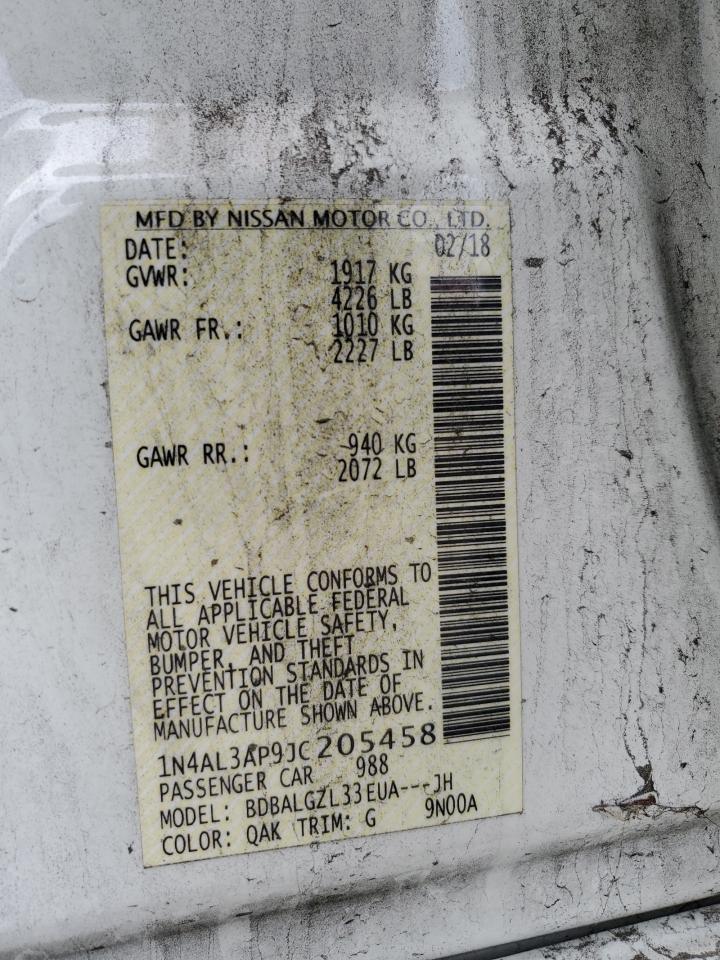 MFD BY NISSAN MOTOR CO., LTD.
DATE: 02/18
GVWR: 1917 KG
4226 LB
GAWR FR.: 1010 KG
2227 LB
GAWR RR.: 940 KG
2072 LB
THIS VEHICLE CONFORMS TO
ALL APPLICABLE FEDERAL
MOTOR VEHICLE SAFETY,
BUMPER, AND THEFT
PREVENTION STANDARDS IN
EFFECT ON THE DATE OF
MANUFACTURE SHOWN ABOVE.
1N4AL3AP9JC205458
PASSENGER CAR 988
MODEL: BDBALGZL33EUA---JH
COLOR: QAK TRIM: G 9N00A